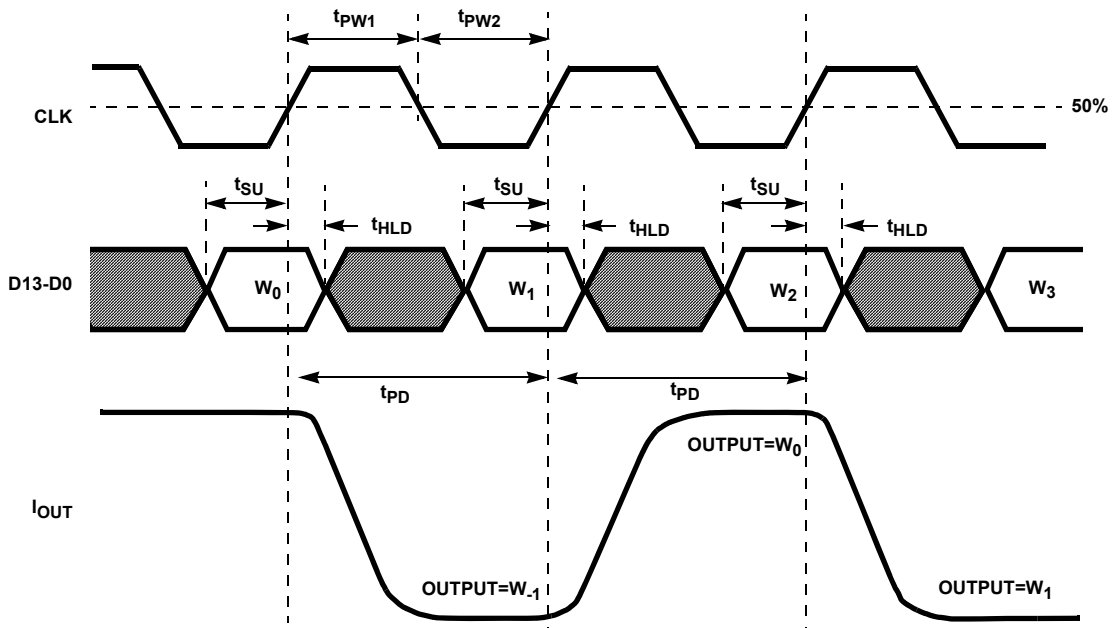 tPW1 tPW2
CLK
50%
tSU tSU tSU
tHLD tHLD tHLD
D13-D0
W0 W1 W2 W3
tPD tPD
OUTPUT=W0
IOUT
OUTPUT=W-1 OUTPUT=W1